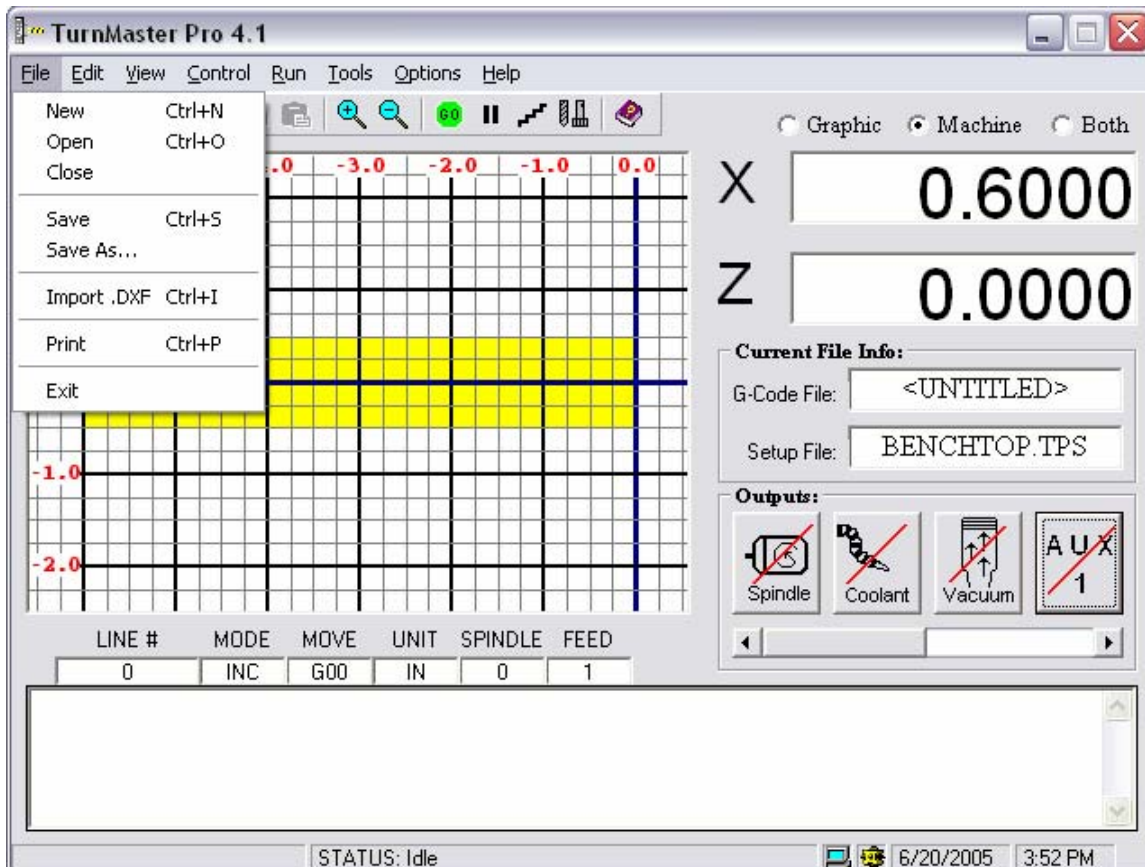 TurnMaster Pro 4.1
File Edit View Control Run Tools Options Help
New Ctrl+N
Open Ctrl+O
Close
Save Ctrl+S
Save As...
Import .DXF Ctrl+I
Print Ctrl+P
Exit
GO
Graphic Machine Both
-3.0 -2.0 -1.0 0.0
-1.0
-2.0
X 0.6000
Z 0.0000
Current File Info:
G-Code File: <UNTITLED>
Setup File: BENCHTOP.TPS
Outputs:
Spindle
Coolant
Vacuum
AUX
1
LINE # MODE MOVE UNIT SPINDLE FEED
0 INC G00 IN 0 1
STATUS: Idle
6/20/2005 3:52 PM